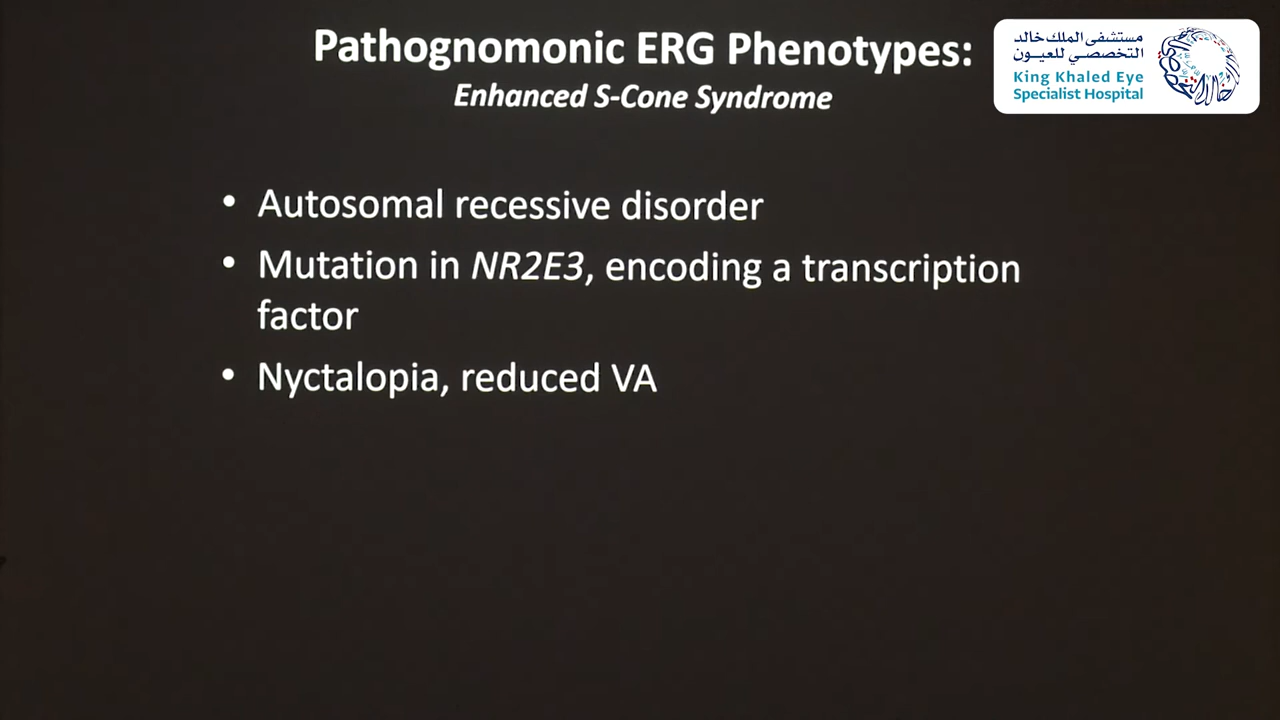 Pathognomonic ERG Phenotypes:
Enhanced S-Cone Syndrome
مستشفى الملك خالد
التخصصي للعيون
King Khaled Eye
Specialist Hospital
• Autosomal recessive disorder
• Mutation in NR2E3, encoding a transcription
factor
• Nyctalopia, reduced VA